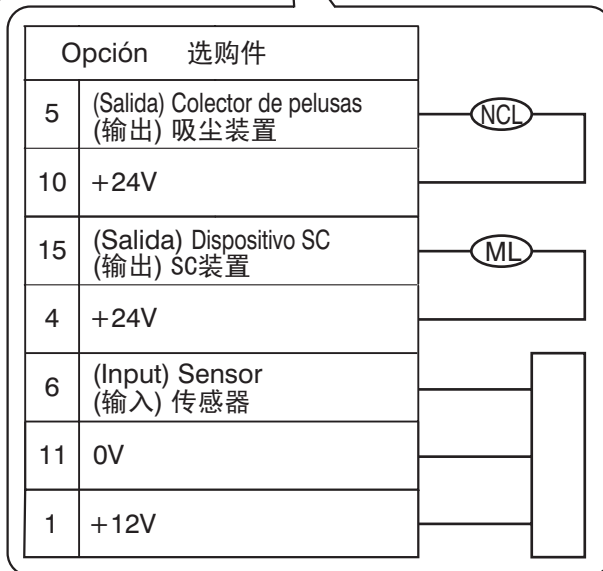 Opción 选购件
5 (Salida) Colector de pelusas
(输出) 吸尘装置
NCL
10 +24V
15 (Salida) Dispositivo SC
(输出) SC装置
ML
4 +24V
6 (Input) Sensor
(输入) 传感器
11 0V
1 +12V